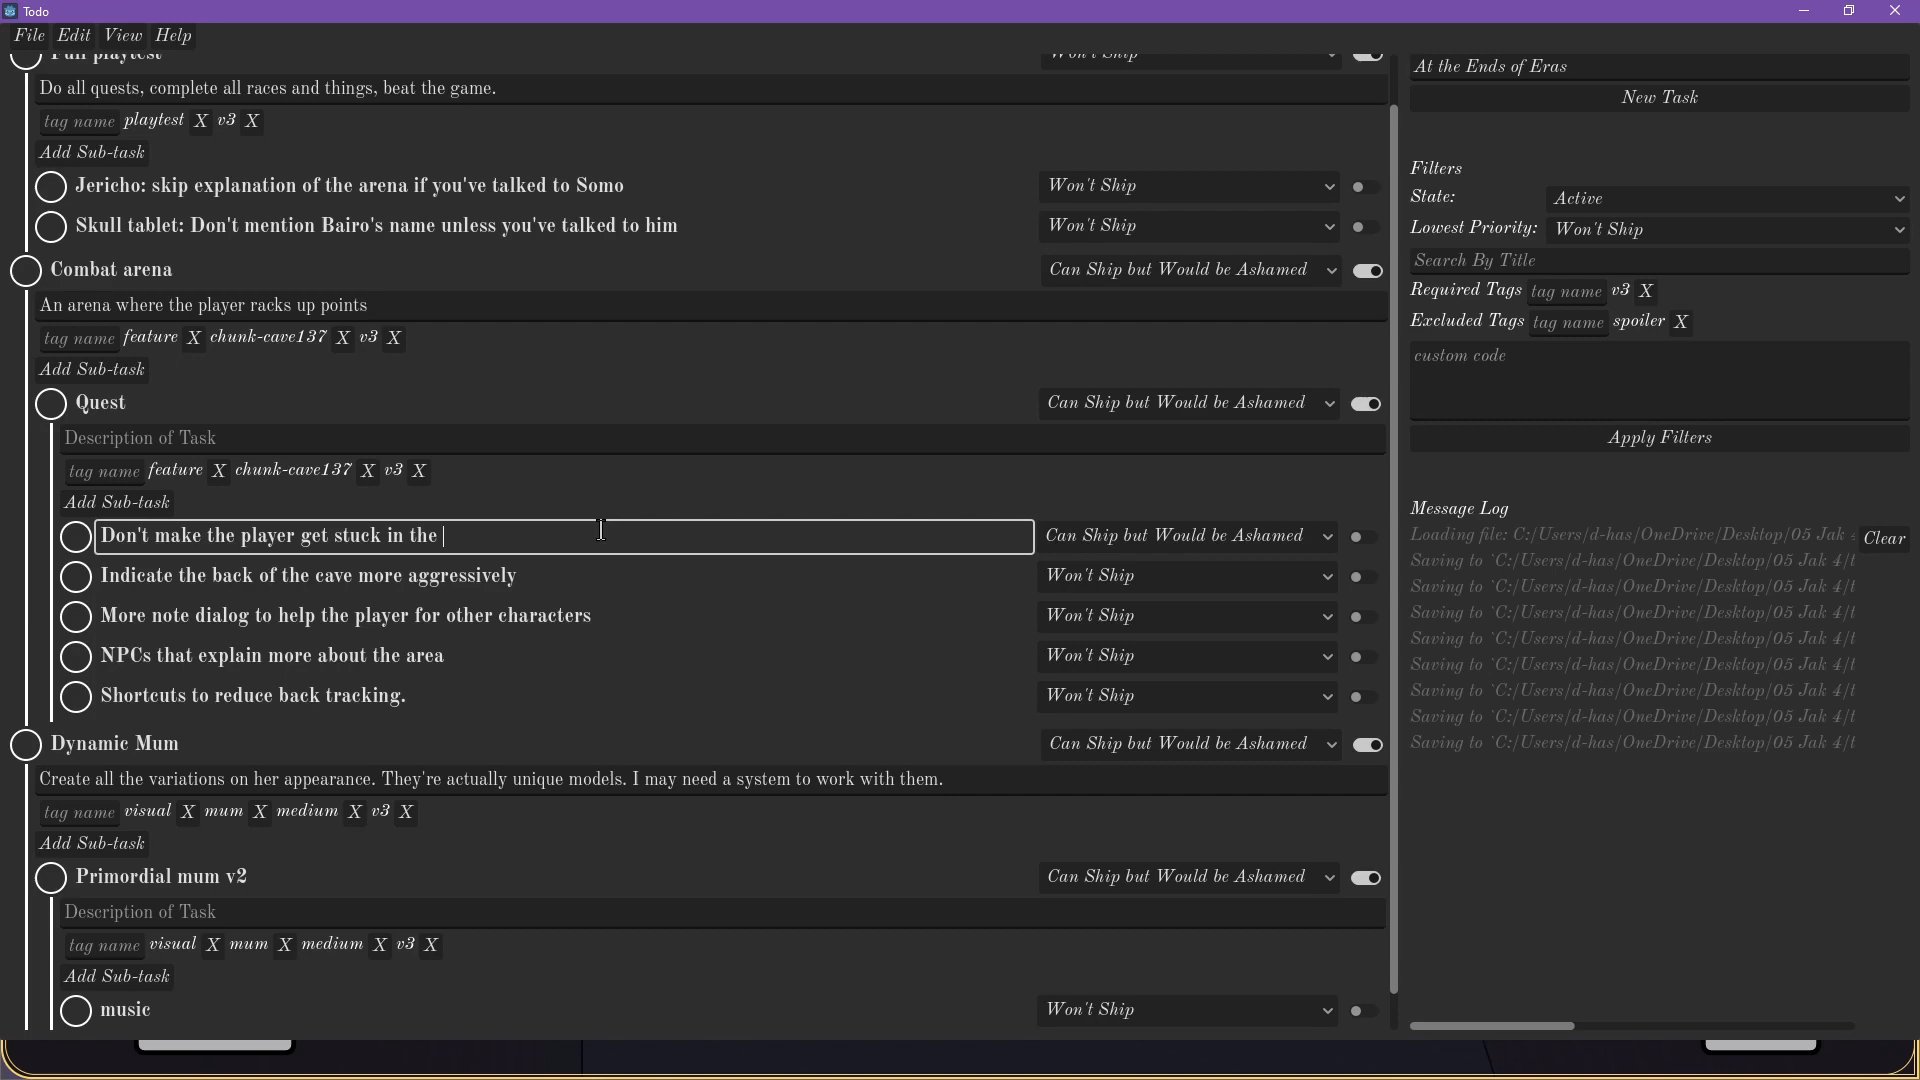 Todo
File Edit View Help
Full playtest Won't Ship
Do all quests, complete all races and things, beat the game.
tag name playtest X v3 X
Add Sub-task
Jericho: skip explanation of the arena if you've talked to Somo Won't Ship
Skull tablet: Don't mention Bairo's name unless you've talked to him Won't Ship
Combat arena Can Ship but Would be Ashamed
An arena where the player racks up points
tag name feature X chunk-cave137 X v3 X
Add Sub-task
Quest Can Ship but Would be Ashamed
Description of Task
tag name feature X chunk-cave137 X v3 X
Add Sub-task
Don't make the player get stuck in the Can Ship but Would be Ashamed
Indicate the back of the cave more aggressively Won't Ship
More note dialog to help the player for other characters Won't Ship
NPCs that explain more about the area Won't Ship
Shortcuts to reduce back tracking. Won't Ship
Dynamic Mum Can Ship but Would be Ashamed
Create all the variations on her appearance. They're actually unique models. I may need a system to work with them.
tag name visual X mum X medium X v3 X
Add Sub-task
Primordial mum v2 Can Ship but Would be Ashamed
Description of Task
tag name visual X mum X medium X v3 X
Add Sub-task
music Won't Ship
At the Ends of Eras
New Task
Filters
State: Active
Lowest Priority: Won't Ship
Search By Title
Required Tags tag name v3 X
Excluded Tags tag name spoiler X
custom code
Apply Filters
Message Log
Loading file: C:/Users/d-has/OneDrive/Desktop/05 Jak 4 Clear
Saving to `C:/Users/d-has/OneDrive/Desktop/05 Jak 4/t
Saving to `C:/Users/d-has/OneDrive/Desktop/05 Jak 4/t
Saving to `C:/Users/d-has/OneDrive/Desktop/05 Jak 4/t
Saving to `C:/Users/d-has/OneDrive/Desktop/05 Jak 4/t
Saving to `C:/Users/d-has/OneDrive/Desktop/05 Jak 4/t
Saving to `C:/Users/d-has/OneDrive/Desktop/05 Jak 4/t
Saving to `C:/Users/d-has/OneDrive/Desktop/05 Jak 4/t
Saving to `C:/Users/d-has/OneDrive/Desktop/05 Jak 4/t